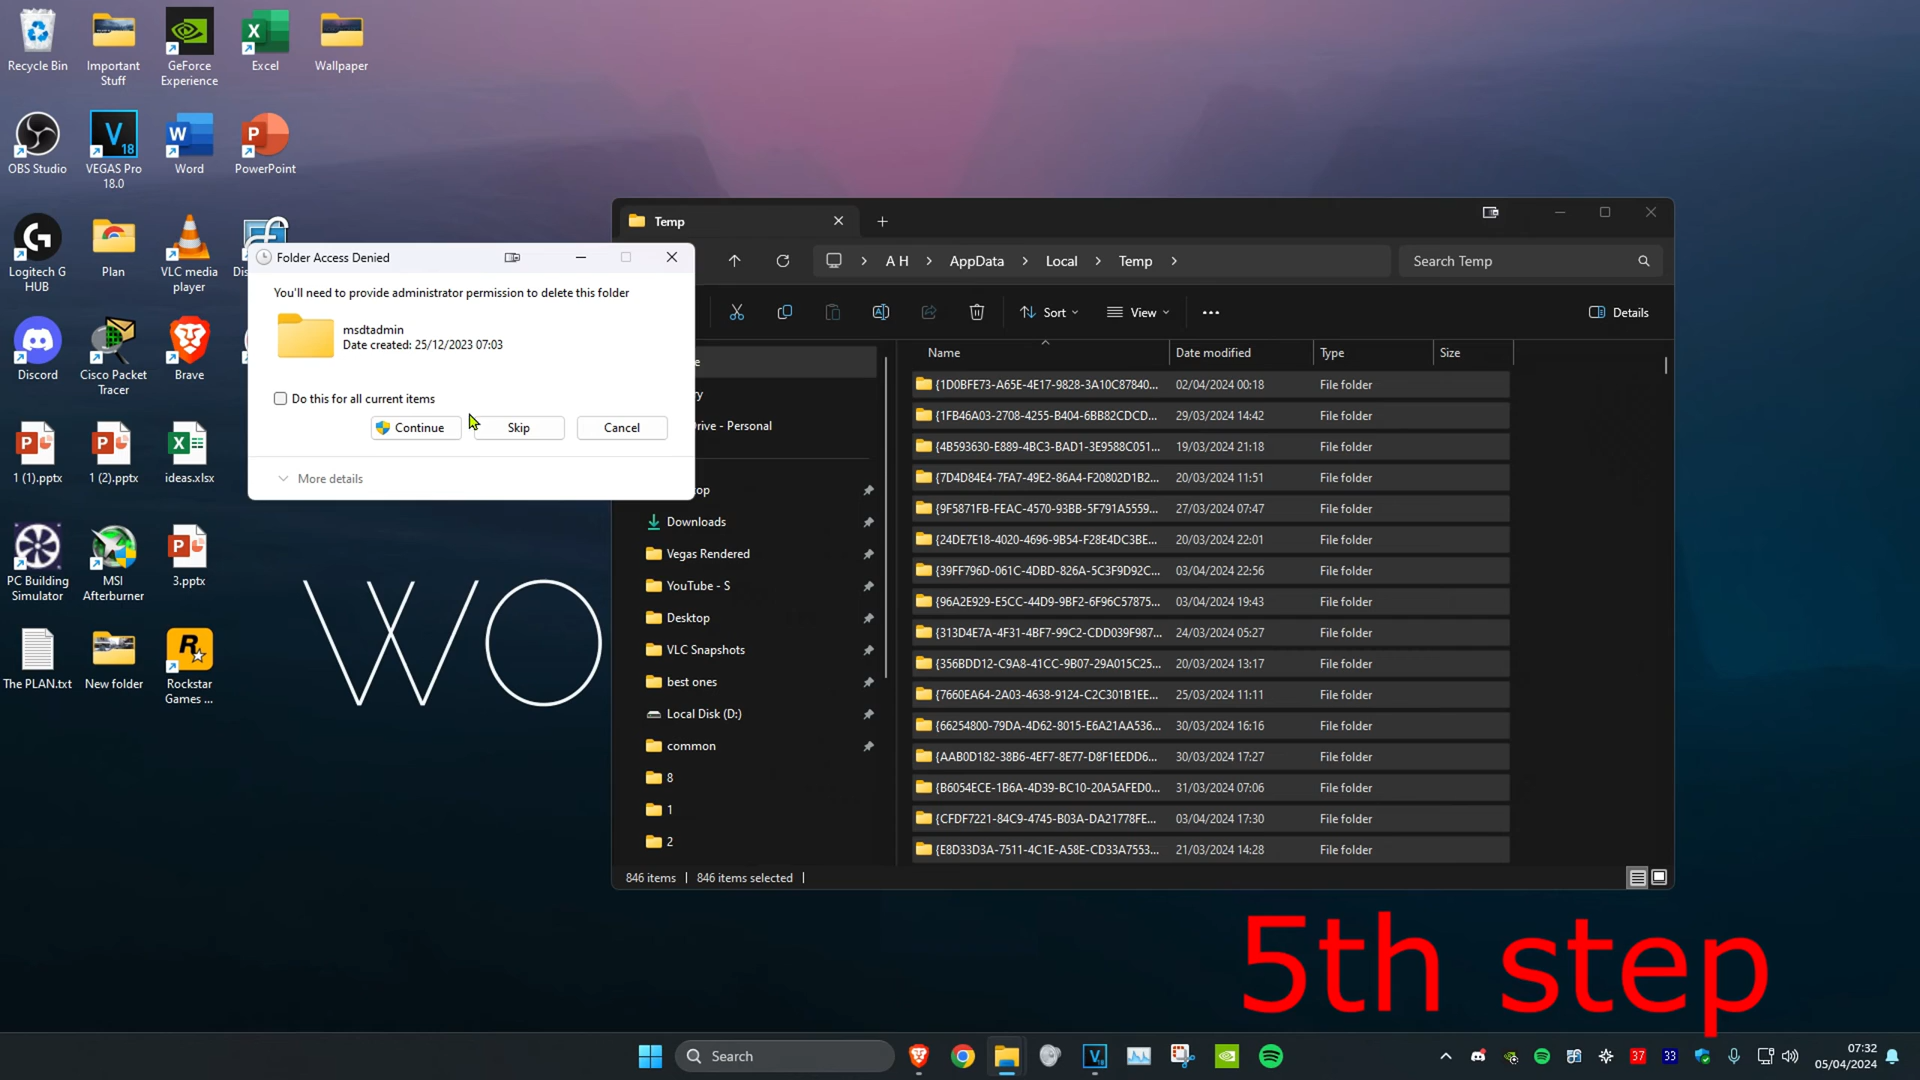 Recycle Bin
Important Stuff
GeForce Experience
Excel
Wallpaper
OBS Studio
VEGAS Pro 18.0
Word
PowerPoint
Logitech G HUB
Plan
VLC media player
Di
Discord
Cisco Packet Tracer
Brave
1 (1).pptx
1 (2).pptx
ideas.xlsx
PC Building Simulator
MSI Afterburner
3.pptx
The PLAN.txt
New folder
Rockstar Games ...
WO
Folder Access Denied
You'll need to provide administrator permission to delete this folder
msdtadmin
Date created: 25/12/2023 07:03
Do this for all current items
Continue
Skip
Cancel
More details
Temp
A H > AppData > Local > Temp >
Search Temp
Sort
View
Details
e
ry
rive - Personal
op
Downloads
Vegas Rendered
YouTube - S
Desktop
VLC Snapshots
best ones
Local Disk (D:)
common
8
1
2
Name Date modified Type Size
{1D0BFE73-A65E-4E17-9828-3A10C87840... 02/04/2024 00:18 File folder
{1FB46A03-2708-4255-B404-6BB82CDCD... 29/03/2024 14:42 File folder
{4B593630-E889-4BC3-BAD1-3E9588C051... 19/03/2024 21:18 File folder
{7D4D84E4-7FA7-49E2-86A4-F20802D1B2... 20/03/2024 11:51 File folder
{9F5871FB-FEAC-4570-93BB-5F791A5559... 27/03/2024 07:47 File folder
{24DE7E18-4020-4696-9B54-F28E4DC3BE... 20/03/2024 22:01 File folder
{39FF796D-061C-4DBD-826A-5C3F9D92C... 03/04/2024 22:56 File folder
{96A2E929-E5CC-44D9-9BF2-6F96C57875... 03/04/2024 19:43 File folder
{313D4E7A-4F31-4BF7-99C2-CDD039F987... 24/03/2024 05:27 File folder
{356BDD12-C9A8-41CC-9B07-29A015C25... 20/03/2024 13:17 File folder
{7660EA64-2A03-4638-9124-C2C301B1EE... 25/03/2024 11:11 File folder
{66254800-79DA-4D62-8015-E6A21AA536... 30/03/2024 16:16 File folder
{AAB0D182-38B6-4EF7-8E77-D8F1EEDD6... 30/03/2024 17:27 File folder
{B6054ECE-1B6A-4D39-BC10-20A5AFED0... 31/03/2024 07:06 File folder
{CFDF7221-84C9-4745-B03A-DA21778FE... 03/04/2024 17:30 File folder
{E8D33D3A-7511-4C1E-A58E-CD33A7553... 21/03/2024 14:28 File folder
846 items | 846 items selected |
5th step
Search
37
33
07:32
05/04/2024